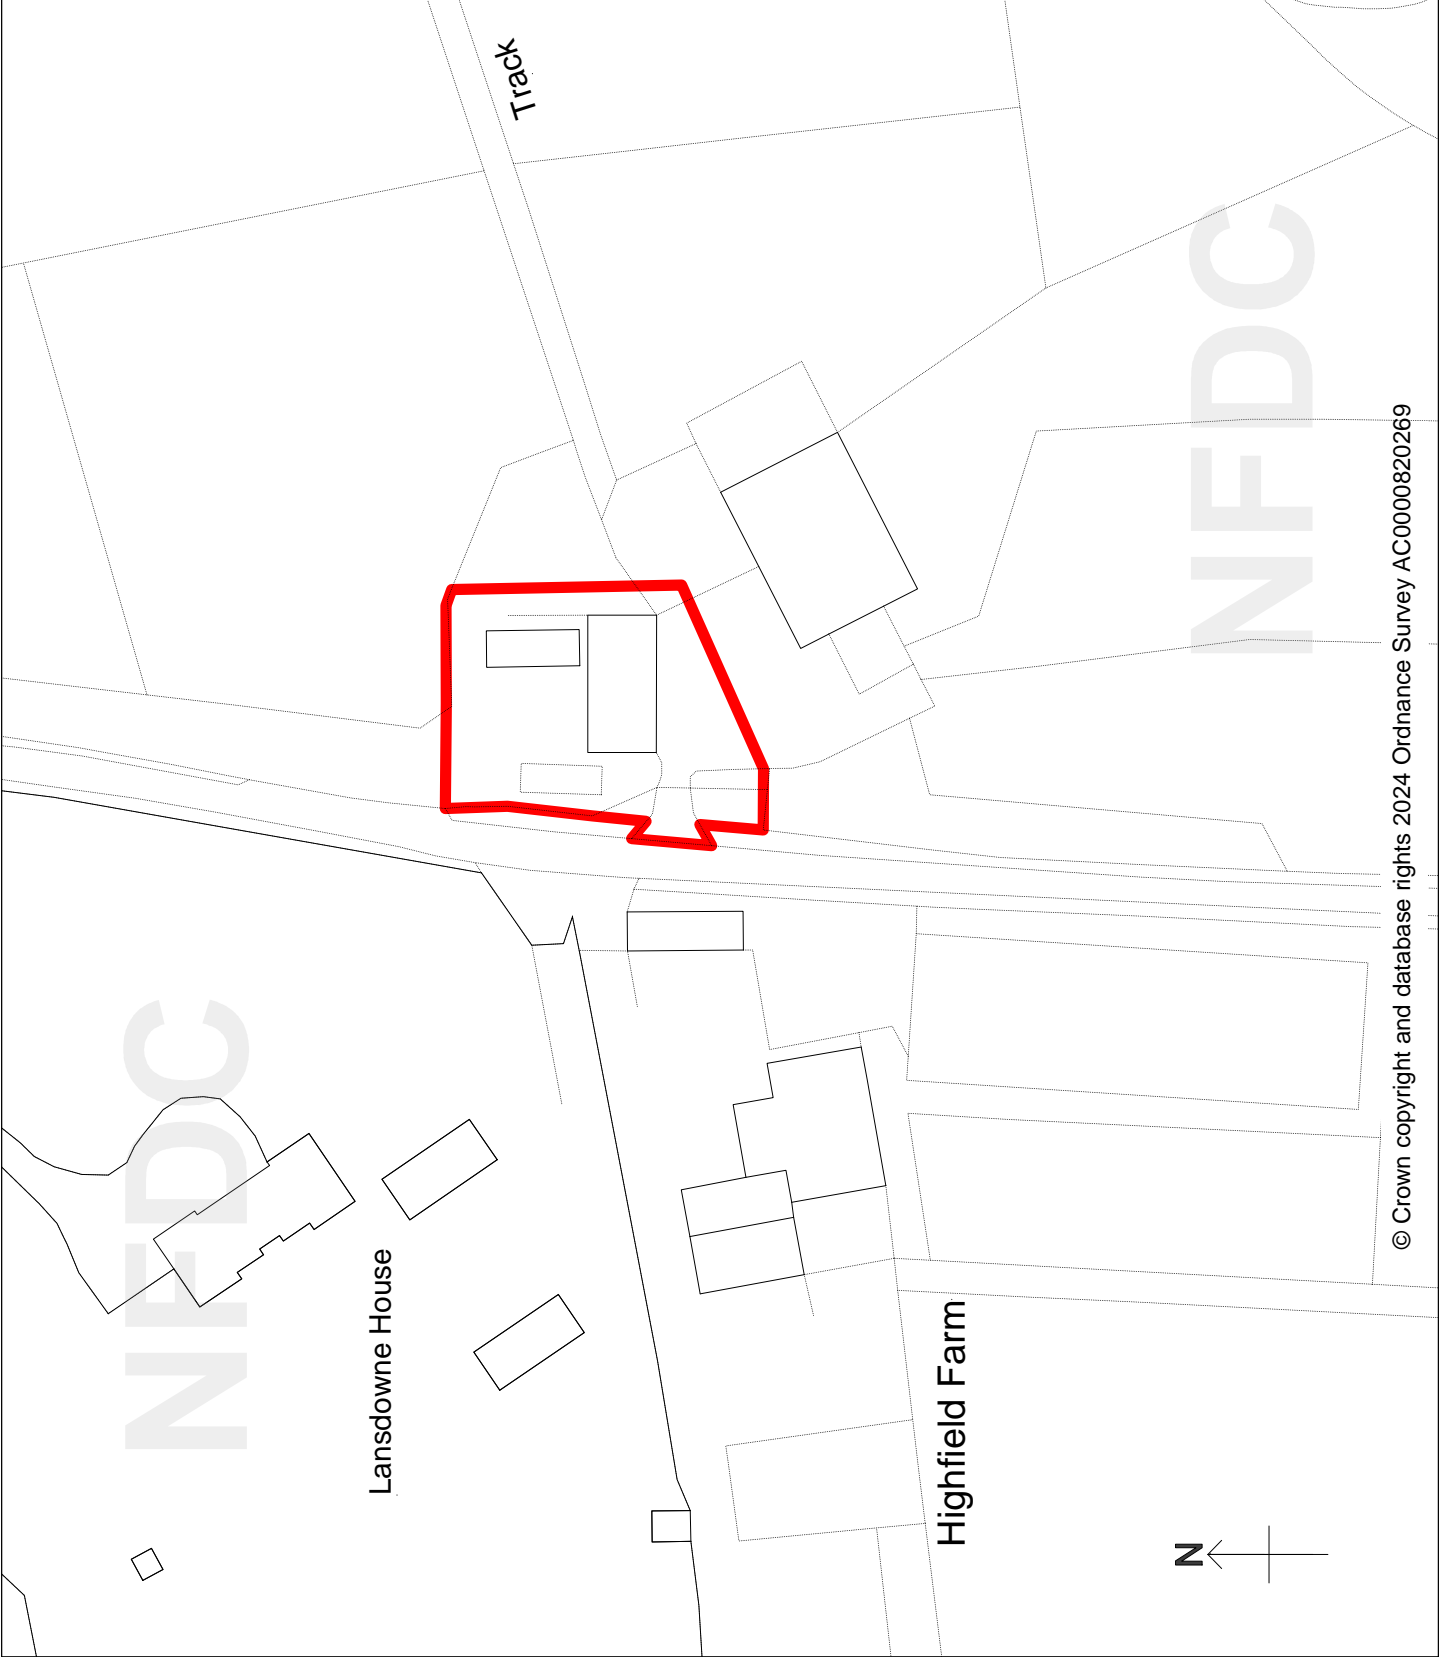 Track
NFDC
© Crown copyright and database rights 2024 Ordnance Survey AC0000820269
NFDC
Lansdowne House
Highfield Farm
N